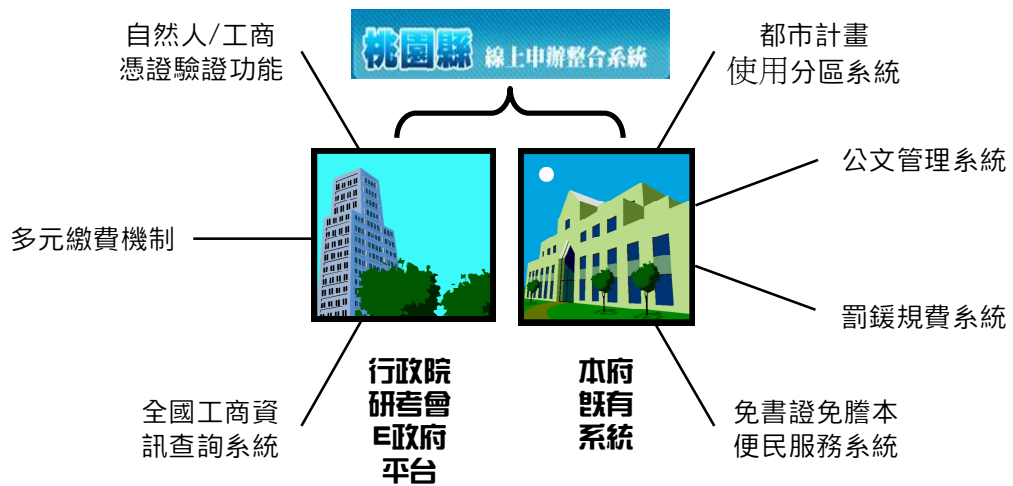 桃園縣 線上申辦整合系統
自然人/工商
憑證驗證功能
多元繳費機制
全國工商資
訊查詢系統
行政院
研考會
E政府
平台
本府
既有
系統
都市計畫
使用分區系統
公文管理系統
罰鍰規費系統
免書證免謄本
便民服務系統